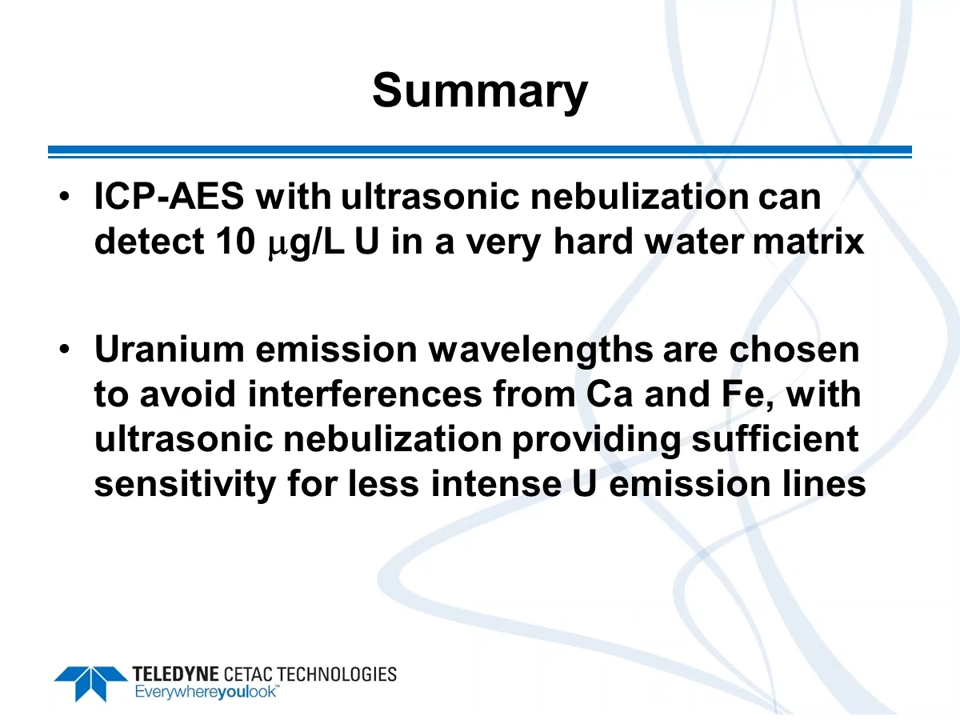 Summary
• ICP-AES with ultrasonic nebulization can
detect 10 μg/L U in a very hard water matrix
• Uranium emission wavelengths are chosen
to avoid interferences from Ca and Fe, with
ultrasonic nebulization providing sufficient
sensitivity for less intense U emission lines
TELEDYNE CETAC TECHNOLOGIES
Everywhereyoulook™